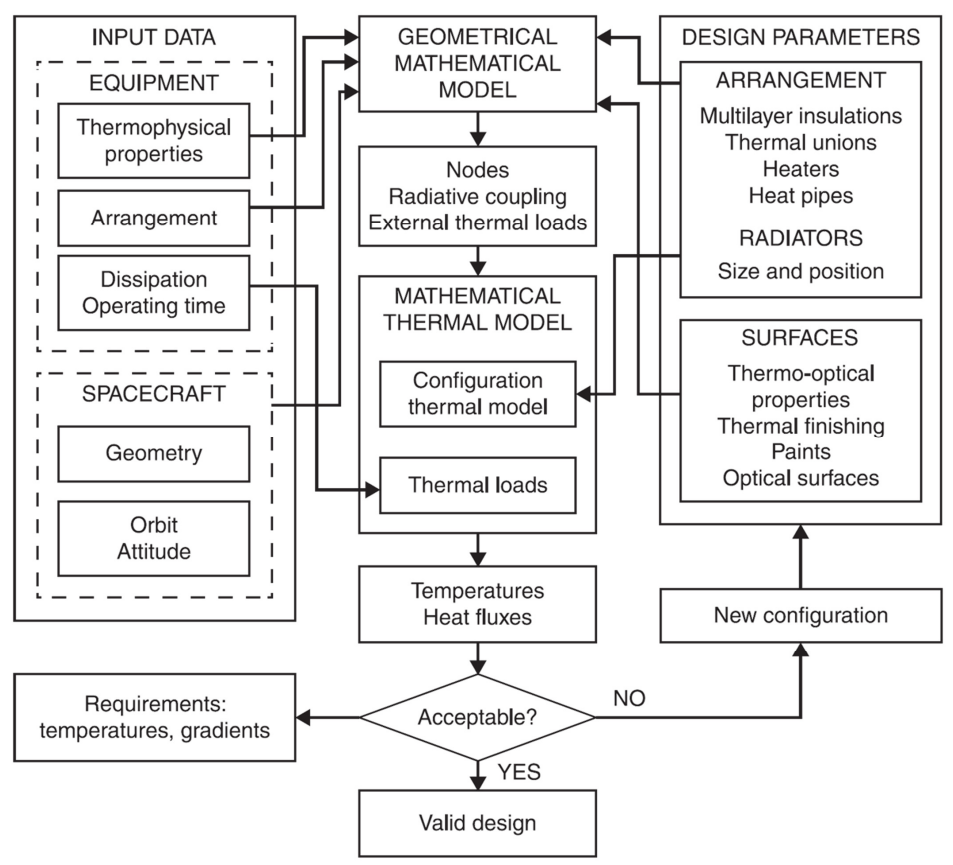 INPUT DATA
EQUIPMENT
Thermophysical
properties
Arrangement
Dissipation
Operating time
SPACECRAFT
Geometry
Orbit
Attitude
GEOMETRICAL
MATHEMATICAL
MODEL
Nodes
Radiative coupling
External thermal loads
MATHEMATICAL
THERMAL MODEL
Configuration
thermal model
Thermal loads
Temperatures
Heat fluxes
Acceptable?
NO
YES
Valid design
Requirements:
temperatures, gradients
DESIGN PARAMETERS
ARRANGEMENT
Multilayer insulations
Thermal unions
Heaters
Heat pipes
RADIATORS
Size and position
SURFACES
Thermo-optical
properties
Thermal finishing
Paints
Optical surfaces
New configuration